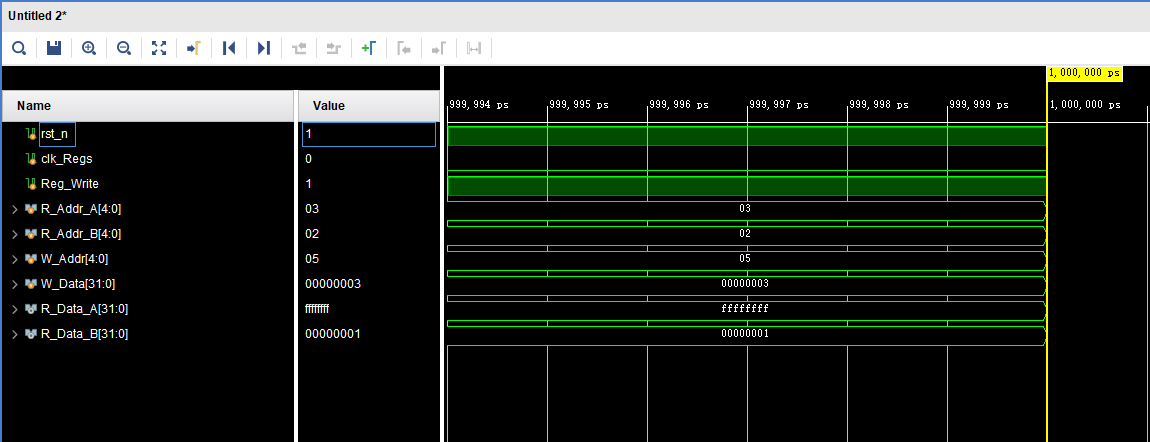 Untitled 2*
1,000,000 ps
Name Value 999,994 ps 999,995 ps 999,996 ps 999,997 ps 999,998 ps 999,999 ps 1,000,000 ps
rst_n 1
clk_Regs 0
Reg_Write 1
R_Addr_A[4:0] 03 03
R_Addr_B[4:0] 02 02
W_Addr[4:0] 05 05
W_Data[31:0] 00000003 00000003
R_Data_A[31:0] ffffffff ffffffff
R_Data_B[31:0] 00000001 00000001